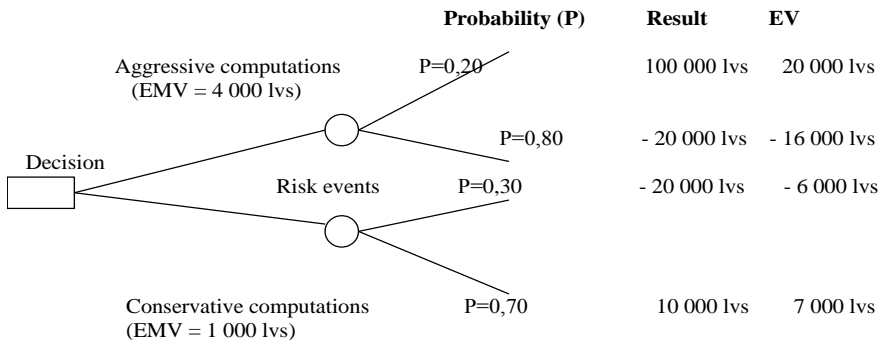 Probability (P) Result EV
Aggressive computations P=0,20 100 000 lvs 20 000 lvs
(EMV = 4 000 lvs)
P=0,80 - 20 000 lvs - 16 000 lvs
Decision
Risk events P=0,30 - 20 000 lvs - 6 000 lvs
Conservative computations P=0,70 10 000 lvs 7 000 lvs
(EMV = 1 000 lvs)